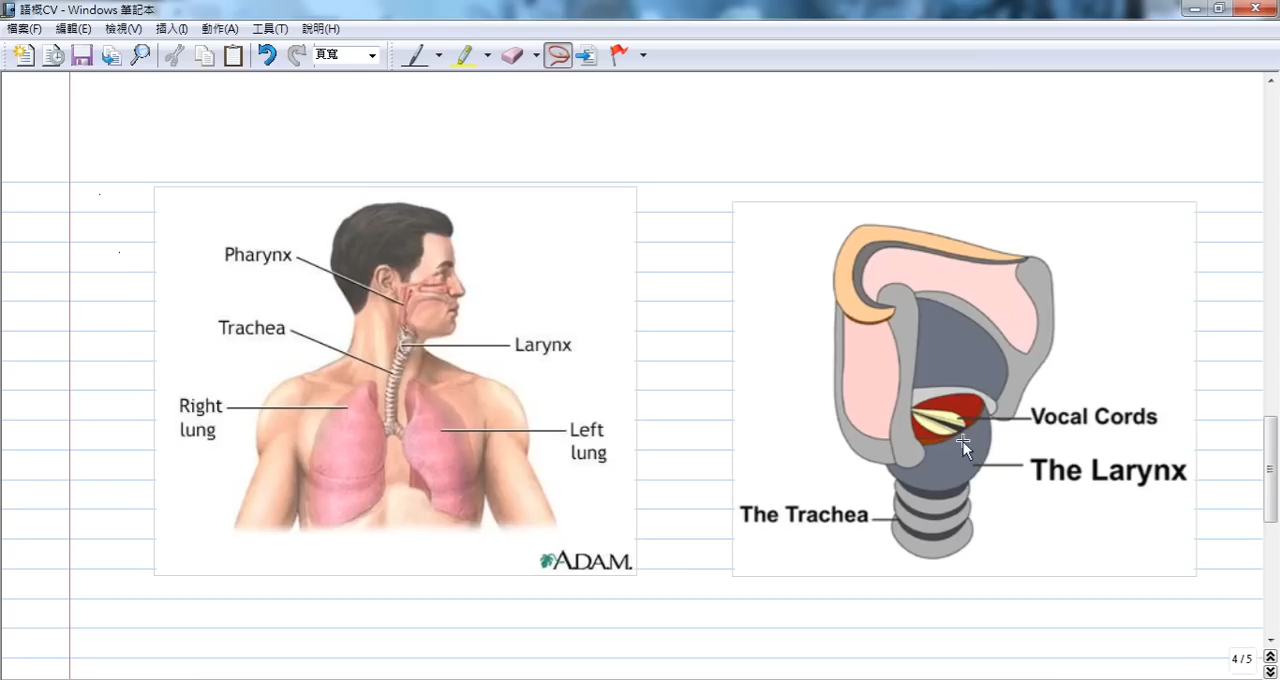 語概CV - Windows 筆記本
檔案(F) 編輯(E) 檢視(V) 插入(I) 動作(A) 工具(T) 說明(H)
頁寬
Pharynx
Trachea
Larynx
Right
lung
Left
lung
ADAM.
Vocal Cords
The Larynx
The Trachea
4 / 5